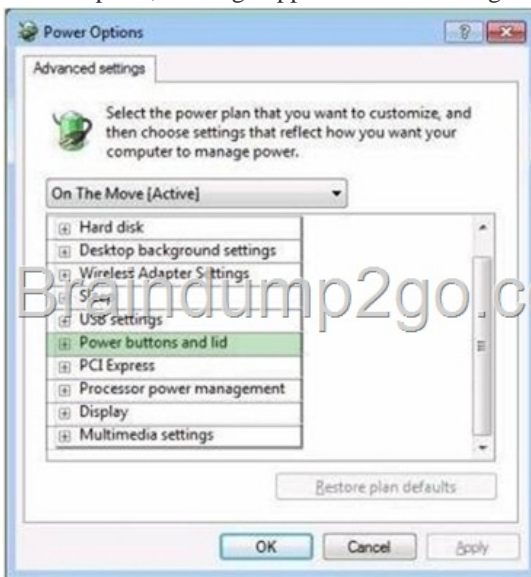 Power Options
Advanced settings
Select the power plan that you
want to customize, and
then choose settings that reflect how you want your
computer to manage power.
On The Move [Active]
Hard disk
Desktop background settings
Wireless Adapter Settings
Sleep
USB settings
Power buttons and lid
PCI Express
Processor power management
Display
Multimedia settings
Braindump2go.c
Restore plan defaults
OK
Cancel
Apply